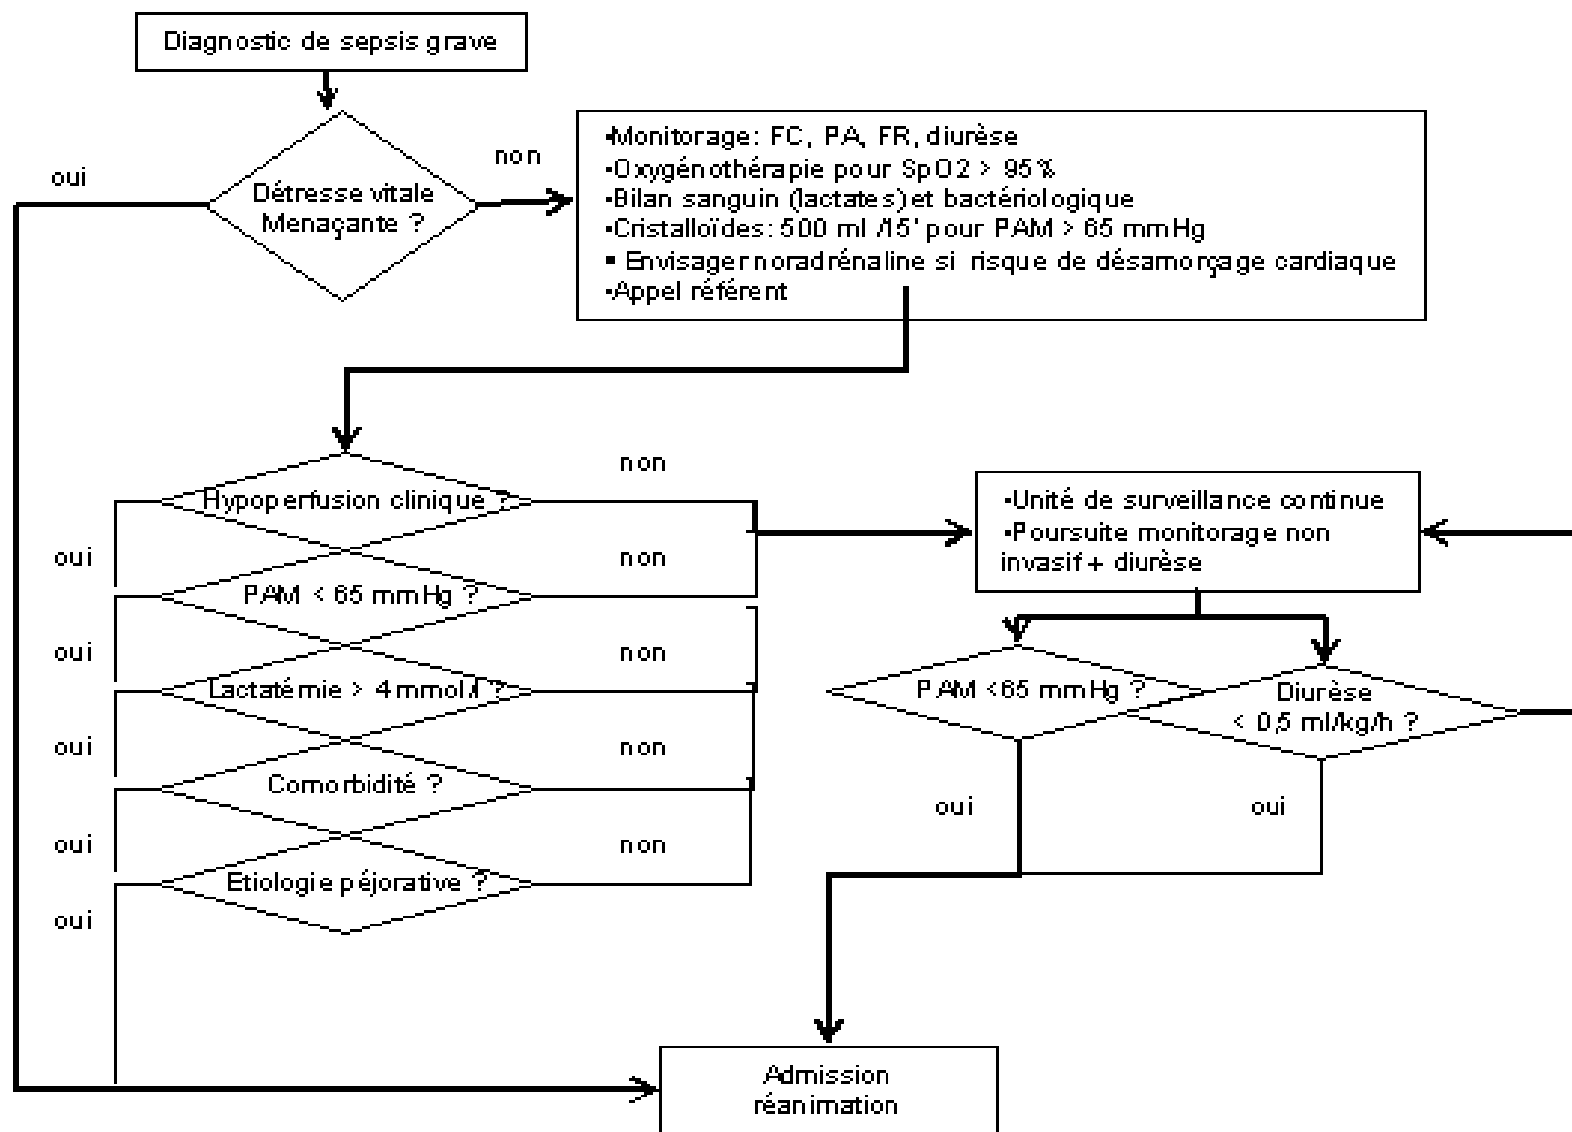 Diagnostic de sepsis grave
oui
non
Détresse vitale
Menaçante ?
•Monitorage: FC, PA, FR, diurèse
•Oxygénothérapie pour SpO2 > 95%
•Bilan sanguin (lactates) et bactériologique
•Cristalloïdes: 500 ml /15' pour PAM > 65 mmHg
▪ Envisager noradrénaline si risque de désamorçage cardiaque
•Appel référent
Hypoperfusion clinique ?
non
oui
PAM < 65 mmHg ?
non
oui
Lactatémie > 4 mmol/l ?
non
oui
Comorbidité ?
non
oui
Etiologie péjorative ?
non
oui
•Unité de surveillance continue
•Poursuite monitorage non
invasif + diurèse
PAM <65 mmHg ?
Diurèse
< 0,5 ml/kg/h ?
oui
oui
Admission
réanimation